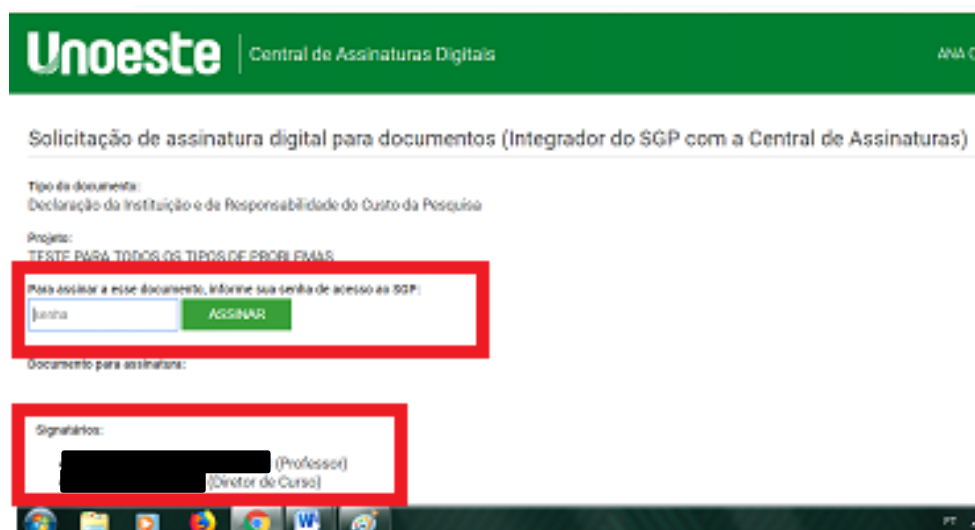 Unoeste
Central de Assinaturas Digitais
ANA
Solicitação de assinatura digital para documentos (Integrador do SGP com a Central de Assinaturas)
Tipo do documento:
Declaração da Instituição e de Responsabilidade do Custo da Pesquisa
Projeto:
TESTE PARA TODOS OS TIPOS DE PROBLEMAS
Para assinar a esse documento, informe sua senha de acesso ao SGP:
senha ASSINAR
Documento para assinatura:
Signatários:
(Professor)
(Diretor de Curso)
PT